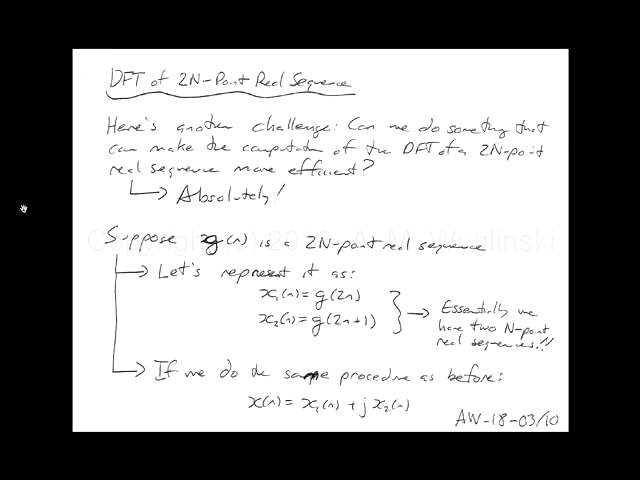 DFT of 2N-Point Real Sequence
Here's another challenge: Can we do something that
can make the computation of the DFT of a 2N-point
real sequence more efficient?
Absolutely!
Suppose g(n) is a 2N-point real sequence
Let's represent it as:
x₁(n) = g(2n)
x₂(n) = g(2n+1)
Essentially we
have two N-point
real sequences!!
If we do the same procedure as before:
x(n) = x₁(n) + j x₂(n)
AW-18-03/10